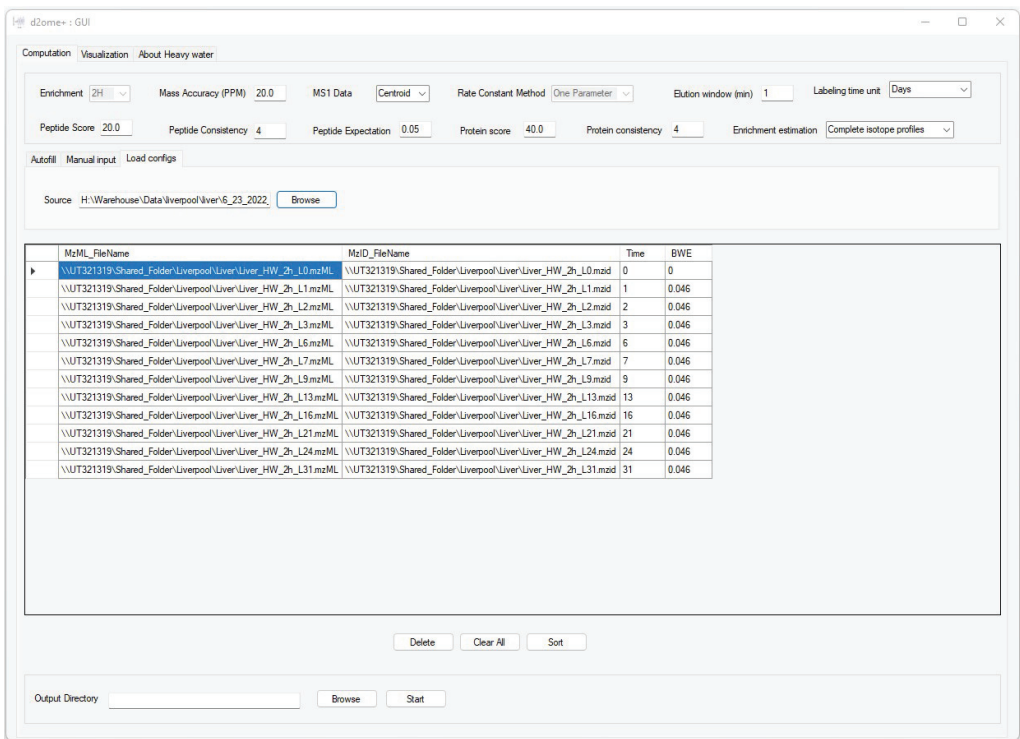 d2ome+ : GUI
Computation Visualization About Heavy water
Enrichment 2H Mass Accuracy (PPM) 20.0 MS1 Data Centroid Rate Constant Method One Parameter Elution window (min) 1 Labeling time unit Days
Peptide Score 20.0 Peptide Consistency 4 Peptide Expectation 0.05 Protein score 40.0 Protein consistency 4 Enrichment estimation Complete isotope profiles
Autofill Manual input Load configs
Source H:\Warehouse\Data\liverpool\liver\6_23_2022_ Browse
MzML_FileName MzID_FileName Time BWE
\\UT321319\Shared_Folder\Liverpool\Liver\Liver_HW_2h_L0.mzML \\UT321319\Shared_Folder\Liverpool\Liver\Liver_HW_2h_L0.mzid 0 0
\\UT321319\Shared_Folder\Liverpool\Liver\Liver_HW_2h_L1.mzML \\UT321319\Shared_Folder\Liverpool\Liver\Liver_HW_2h_L1.mzid 1 0.046
\\UT321319\Shared_Folder\Liverpool\Liver\Liver_HW_2h_L2.mzML \\UT321319\Shared_Folder\Liverpool\Liver\Liver_HW_2h_L2.mzid 2 0.046
\\UT321319\Shared_Folder\Liverpool\Liver\Liver_HW_2h_L3.mzML \\UT321319\Shared_Folder\Liverpool\Liver\Liver_HW_2h_L3.mzid 3 0.046
\\UT321319\Shared_Folder\Liverpool\Liver\Liver_HW_2h_L6.mzML \\UT321319\Shared_Folder\Liverpool\Liver\Liver_HW_2h_L6.mzid 6 0.046
\\UT321319\Shared_Folder\Liverpool\Liver\Liver_HW_2h_L7.mzML \\UT321319\Shared_Folder\Liverpool\Liver\Liver_HW_2h_L7.mzid 7 0.046
\\UT321319\Shared_Folder\Liverpool\Liver\Liver_HW_2h_L9.mzML \\UT321319\Shared_Folder\Liverpool\Liver\Liver_HW_2h_L9.mzid 9 0.046
\\UT321319\Shared_Folder\Liverpool\Liver\Liver_HW_2h_L13.mzML \\UT321319\Shared_Folder\Liverpool\Liver\Liver_HW_2h_L13.mzid 13 0.046
\\UT321319\Shared_Folder\Liverpool\Liver\Liver_HW_2h_L16.mzML \\UT321319\Shared_Folder\Liverpool\Liver\Liver_HW_2h_L16.mzid 16 0.046
\\UT321319\Shared_Folder\Liverpool\Liver\Liver_HW_2h_L21.mzML \\UT321319\Shared_Folder\Liverpool\Liver\Liver_HW_2h_L21.mzid 21 0.046
\\UT321319\Shared_Folder\Liverpool\Liver\Liver_HW_2h_L24.mzML \\UT321319\Shared_Folder\Liverpool\Liver\Liver_HW_2h_L24.mzid 24 0.046
\\UT321319\Shared_Folder\Liverpool\Liver\Liver_HW_2h_L31.mzML \\UT321319\Shared_Folder\Liverpool\Liver\Liver_HW_2h_L31.mzid 31 0.046
Delete Clear All Sort
Output Directory Browse Start